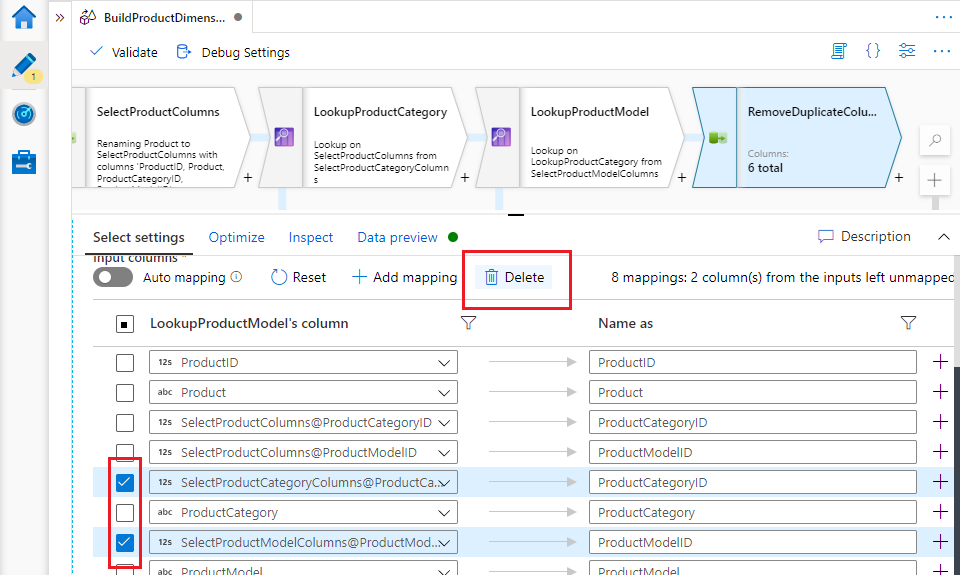 »
BuildProductDimens...
...
1
Validate
Debug Settings
{ }
...
SelectProductColumns
Renaming Product to
SelectProductColumns with
columns 'ProductID, Product,
ProductCategoryID,
+
LookupProductCategory
Lookup on
SelectProductColumns from
SelectProductCategoryColumn
s
+
LookupProductModel
Lookup on
LookupProductCategory from
SelectProductModelColumns
+
RemoveDuplicateColu...
Columns:
6 total
+
Select settings
Optimize
Inspect
Data preview
Description
Input columns *
Auto mapping
Reset
Add mapping
Delete
8 mappings: 2 column(s) from the inputs left unmapped
LookupProductModel's column
Name as
12s ProductID
ProductID
abc Product
Product
12s SelectProductColumns@ProductCategoryID
ProductCategoryID
12s SelectProductColumns@ProductModelID
ProductModelID
12s SelectProductCategoryColumns@ProductCa...
ProductCategoryID
abc ProductCategory
ProductCategory
12s SelectProductModelColumns@ProductMod...
ProductModelID
abc ProductModel
ProductModel